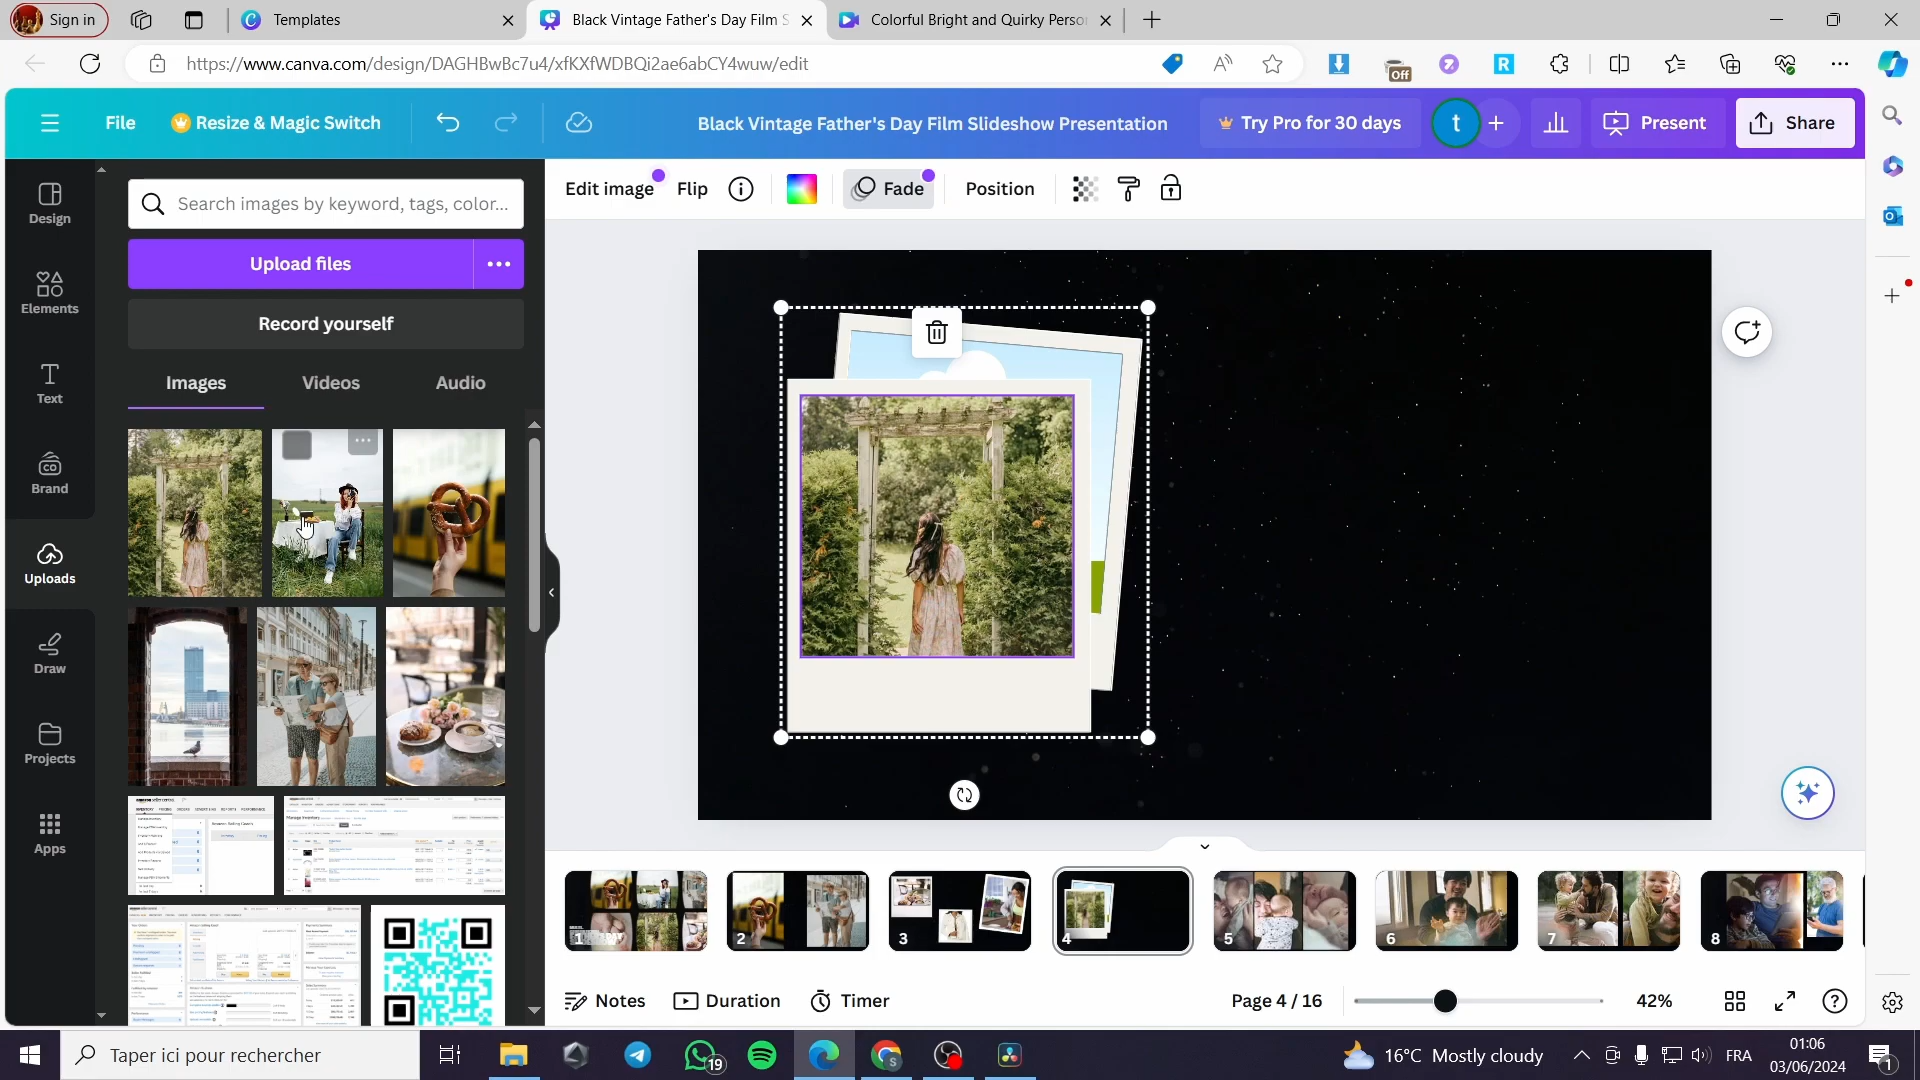 Sign in
Templates
Black Vintage Father's Day Film S
Colorful Bright and Quirky Perso
https://www.canva.com/design/DAGHBwBc7u4/xfKXfWDBQi2ae6abCY4wuw/edit
Off
File
Resize & Magic Switch
Black Vintage Father's Day Film Slideshow Presentation
Try Pro for 30 days
t
Present
Share
Design
Elements
Text
Brand
Uploads
Draw
Projects
Apps
Search images by keyword, tags, color...
Upload files
Record yourself
Images
Videos
Audio
Edit image
Flip
Fade
Position
1
2
3
4
5
6
7
8
Notes
Duration
Timer
Page 4 / 16
42%
Taper ici pour rechercher
19
16°C Mostly cloudy
FRA
01:06
03/06/2024
1